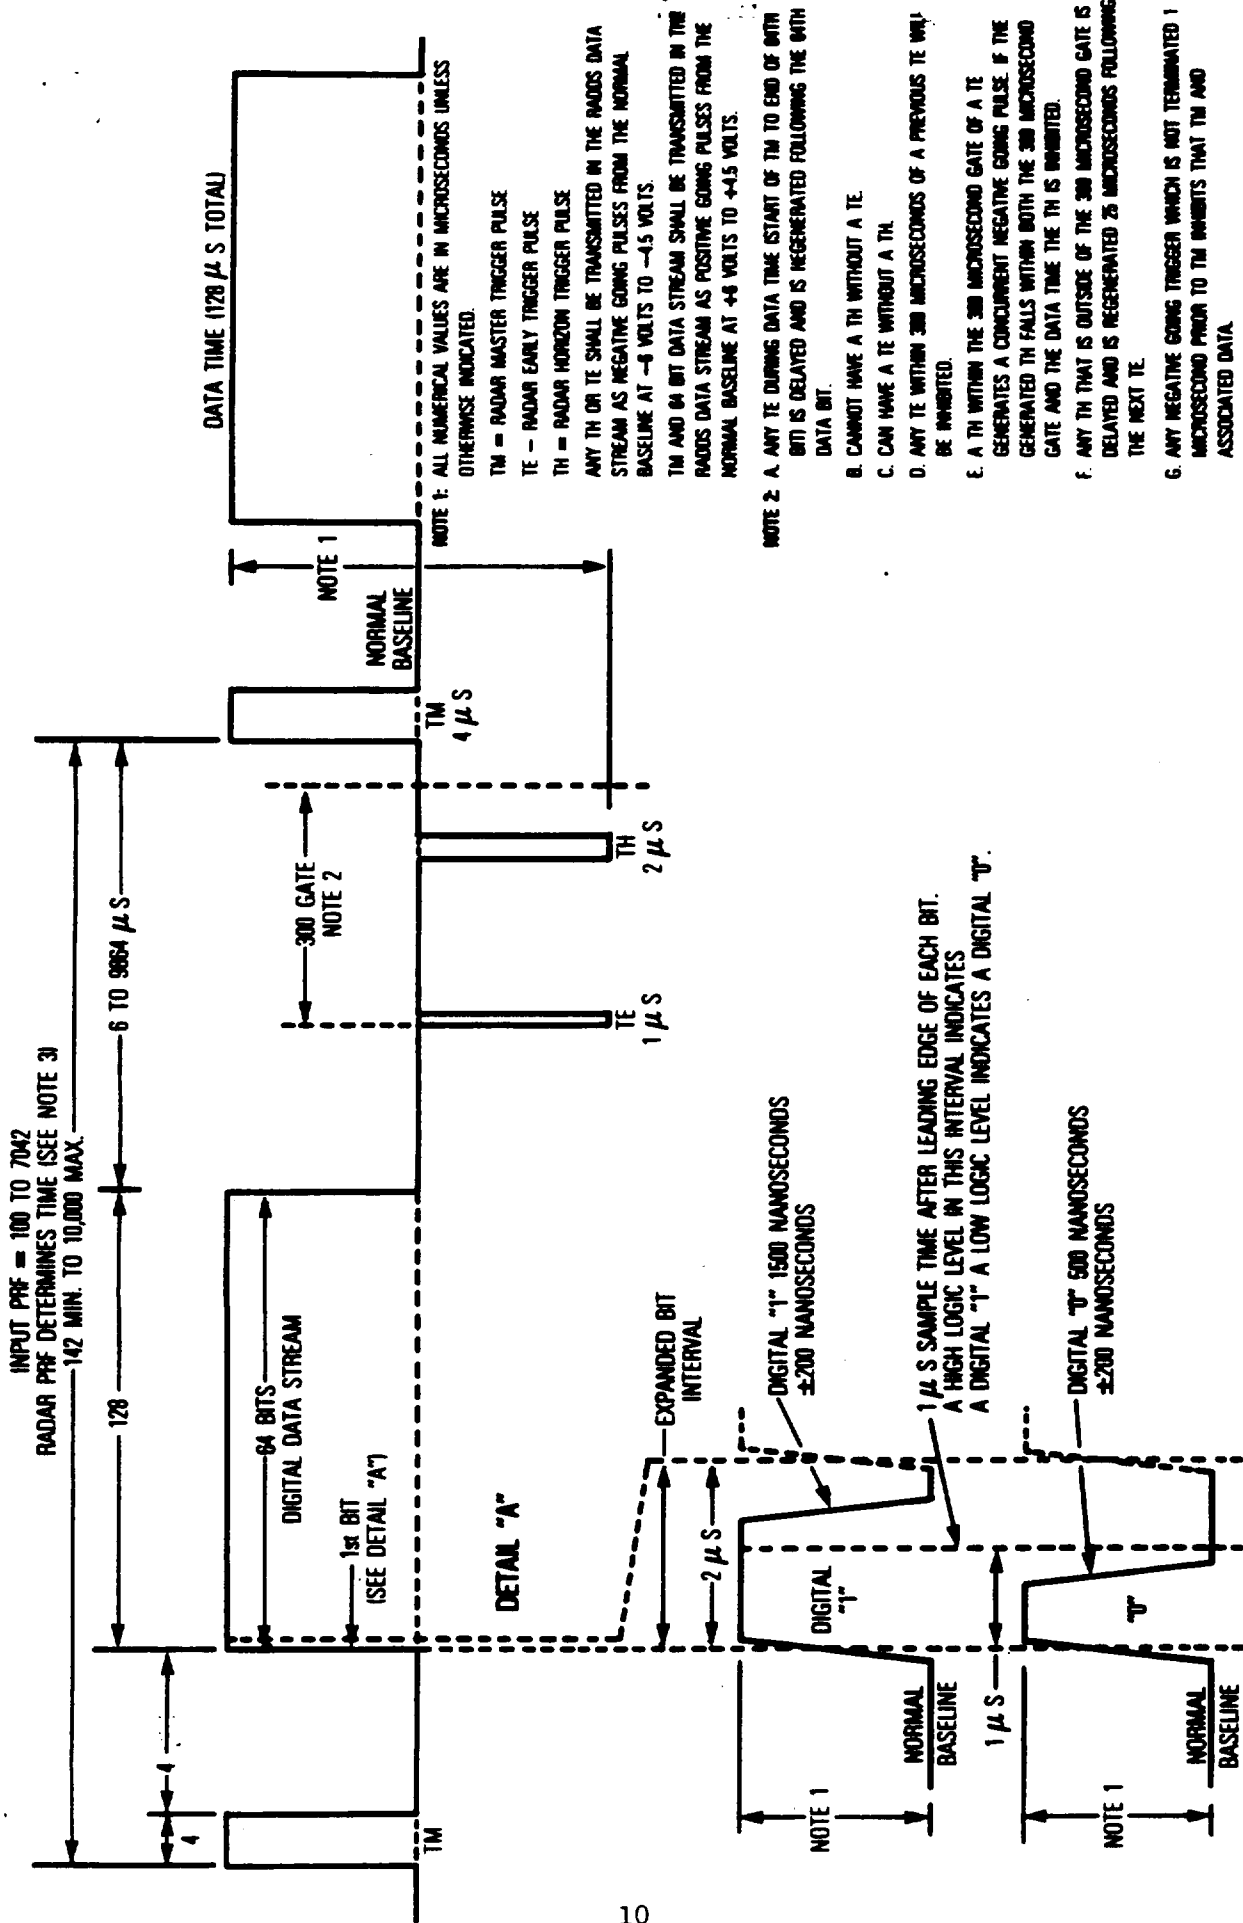 INPUT PRF = 100 TO 7042
RADAR PRF DETERMINES TIME (SEE NOTE 3)
142 MIN. TO 10,000 MAX.
128
6 TO 9864 µ S
DATA TIME (128 µ S TOTAL)
4
4
64 BITS
DIGITAL DATA STREAM
1st BIT
(SEE DETAIL "A")
300 GATE
NOTE 2
NOTE 1
NORMAL
BASELINE
TM
TE
1 µ S
TH
2 µ S
TM
4 µ S
DETAIL "A"
EXPANDED BIT
INTERVAL
2 µ S
DIGITAL
"1"
DIGITAL "1" 1500 NANOSECONDS
±200 NANOSECONDS
NOTE 1
NORMAL
BASELINE
1 µ S
1 µ S SAMPLE TIME AFTER LEADING EDGE OF EACH BIT.
A HIGH LOGIC LEVEL IN THIS INTERVAL INDICATES
A DIGITAL "1" A LOW LOGIC LEVEL INDICATES A DIGITAL "0".
"0"
DIGITAL "0" 500 NANOSECONDS
±200 NANOSECONDS
NOTE 1
NORMAL
BASELINE
NOTE 1: ALL NUMERICAL VALUES ARE IN MICROSECONDS UNLESS
OTHERWISE INDICATED.
TM = RADAR MASTER TRIGGER PULSE
TE - RADAR EARLY TRIGGER PULSE
TH = RADAR HORIZON TRIGGER PULSE
ANY TH OR TE SHALL BE TRANSMITTED IN THE RADDS DATA
STREAM AS NEGATIVE GOING PULSES FROM THE NORMAL
BASELINE AT -6 VOLTS TO -4.5 VOLTS.
TM AND 64 BIT DATA STREAM SHALL BE TRANSMITTED IN THE
RADDS DATA STREAM AS POSITIVE GOING PULSES FROM THE
NORMAL BASELINE AT +6 VOLTS TO +4.5 VOLTS.
NOTE 2: A. ANY TE DURING DATA TIME (START OF TM TO END OF 64TH
BIT) IS DELAYED AND IS REGENERATED FOLLOWING THE 64TH
DATA BIT.
B. CANNOT HAVE A TH WITHOUT A TE.
C. CAN HAVE A TE WITHOUT A TH.
D. ANY TE WITHIN 300 MICROSECONDS OF A PREVIOUS TE WILL
BE INHIBITED.
E. A TH WITHIN THE 300 MICROSECOND GATE OF A TE
GENERATES A CONCURRENT NEGATIVE GOING PULSE. IF THE
GENERATED TH FALLS WITHIN BOTH THE 300 MICROSECOND
GATE AND THE DATA TIME THE TH IS INHIBITED.
F. ANY TH THAT IS OUTSIDE OF THE 300 MICROSECOND GATE IS
DELAYED AND IS REGENERATED 25 MICROSECONDS FOLLOWING
THE NEXT TE.
G. ANY NEGATIVE GOING TRIGGER WHICH IS NOT TERMINATED 1
MICROSECOND PRIOR TO TM INHIBITS THAT TM AND
ASSOCIATED DATA.
10